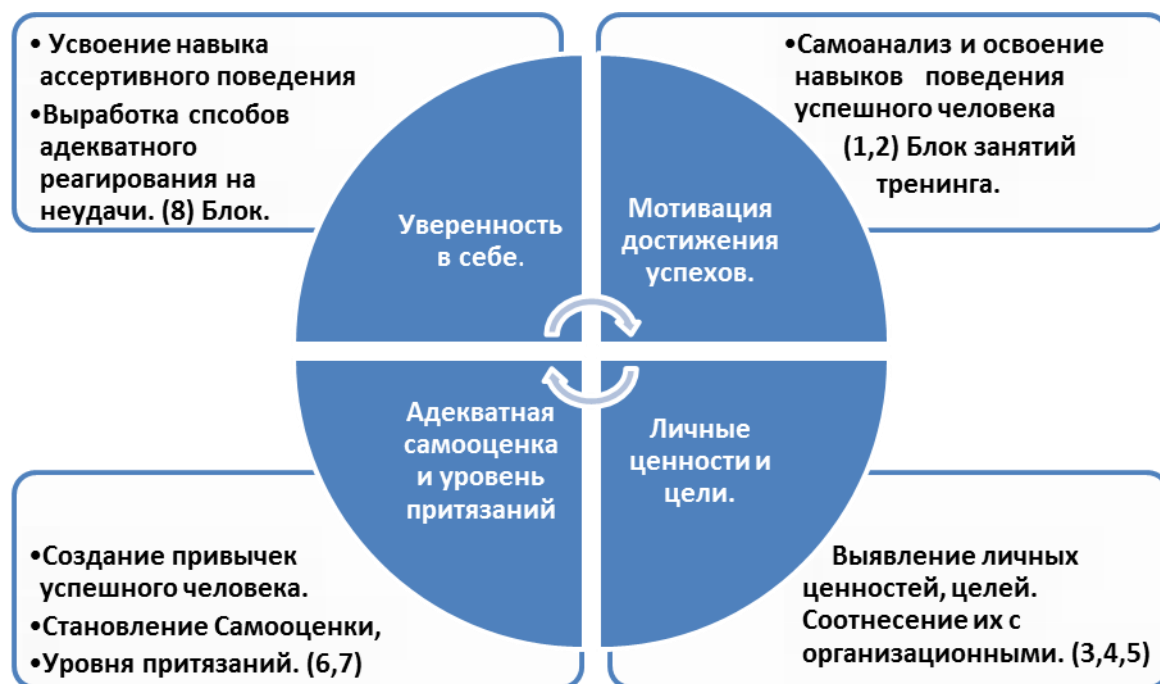 • Усвоение навыка
ассертивного поведения
•Выработка спсобов
адекватного
реагирования на
неудачи. (8) Блок.
•Самоанализ и освоение
навыков поведения
успешного человека
(1,2) Блок занятий
тренинга.
Уверенность
в себе.
Мотивация
достижения
успехов.
Адекватная
самооценка
и уровень
притязаний
Личные
ценности и
цели.
•Создание привычек
успешного человека.
•Становление Самооценки,
•Уровня притязаний. (6,7)
Выявление личных
ценностей, целей.
Соотнесение их с
организационными. (3,4,5)